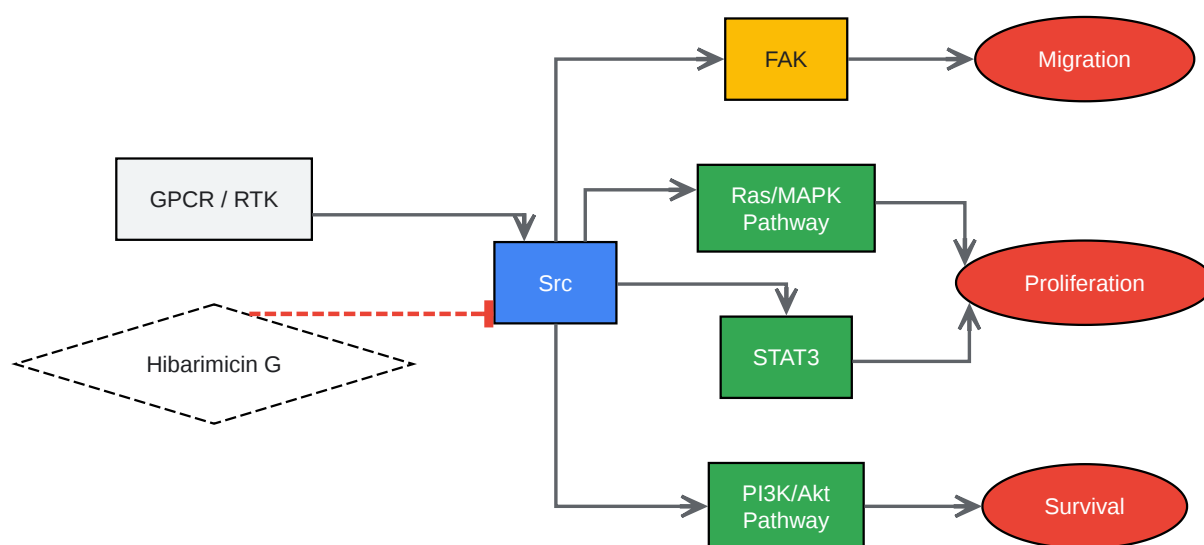 FAK
Migration
GPCR / RTK
Ras/MAPK
Pathway
Src
Proliferation
Hibarimicin G
STAT3
PI3K/Akt
Pathway
Survival